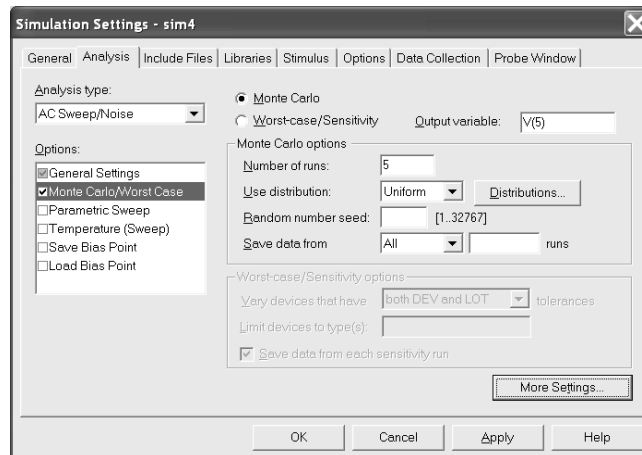 Simulation Settings - sim4
General Analysis Include Files Libraries Stimulus Options Data Collection Probe Window
Analysis type:
AC Sweep/Noise
Options:
General Settings
Monte Carlo/Worst Case
Parametric Sweep
Temperature (Sweep)
Save Bias Point
Load Bias Point
Monte Carlo
Worst-case/Sensitivity Output variable: V(5)
Monte Carlo options
Number of runs: 5
Use distribution: Uniform Distributions...
Random number seed: [1..32767]
Save data from All runs
Worst-case/Sensitivity options
Vary devices that have both DEV and LOT tolerances
Limit devices to type(s):
Save data from each sensitivity run
More Settings...
OK Cancel Apply Help